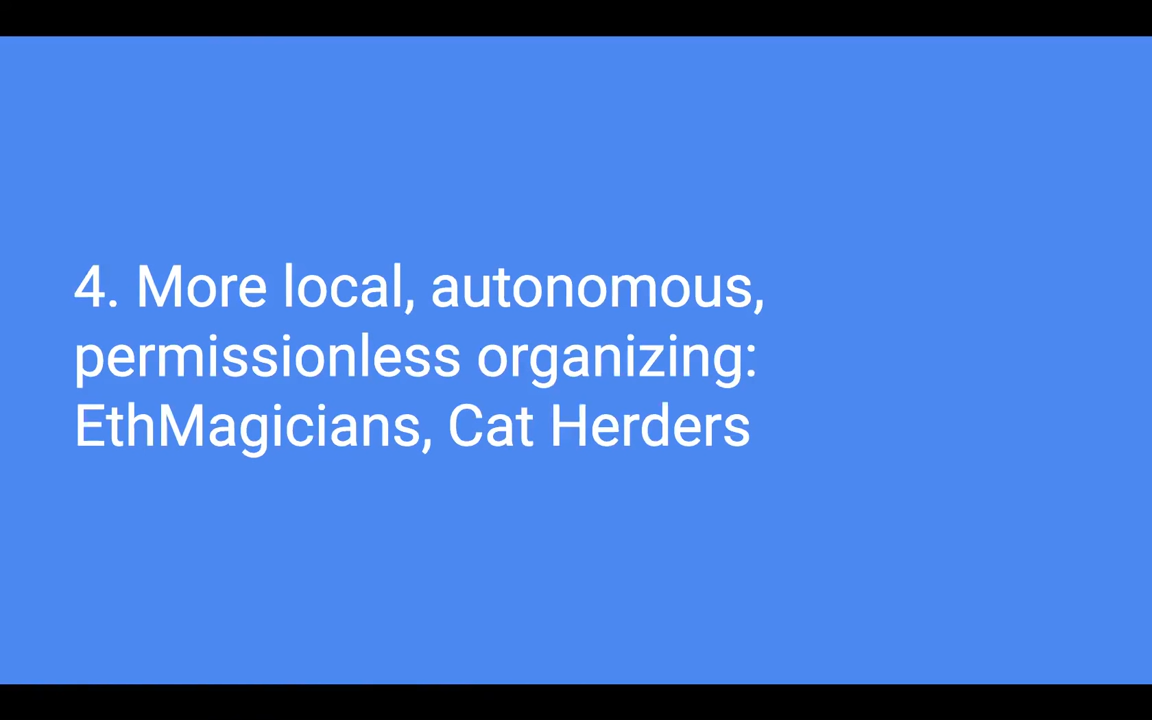 4. More local, autonomous,
permissionless organizing:
EthMagicians, Cat Herders